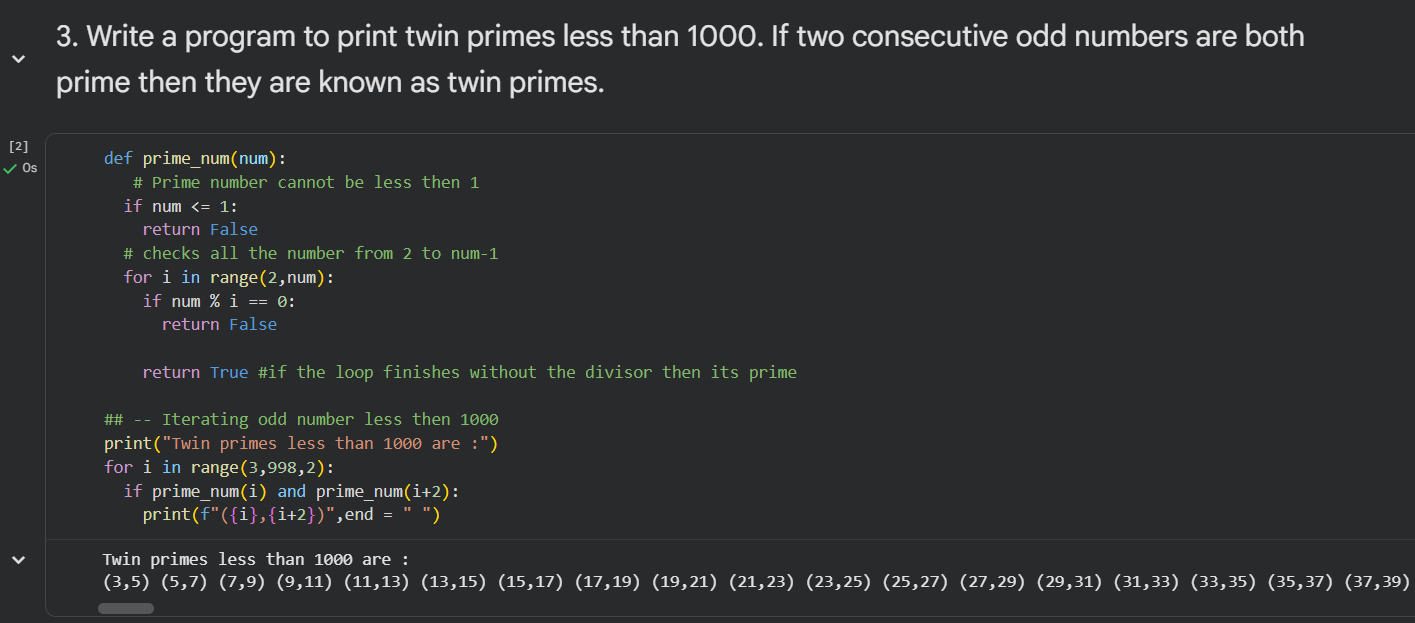 3. Write a program to print twin primes less than 1000. If two consecutive odd numbers are both
prime then they are known as twin primes.
[2]
0s
def prime_num(num):
   # Prime number cannot be less then 1
  if num <= 1:
    return False
  # checks all the number from 2 to num-1
  for i in range(2,num):
    if num % i == 0:
      return False

    return True #if the loop finishes without the divisor then its prime

## -- Iterating odd number less then 1000
print("Twin primes less than 1000 are :")
for i in range(3,998,2):
  if prime_num(i) and prime_num(i+2):
    print(f"({i},{i+2})",end = " ")
Twin primes less than 1000 are :
(3,5) (5,7) (7,9) (9,11) (11,13) (13,15) (15,17) (17,19) (19,21) (21,23) (23,25) (25,27) (27,29) (29,31) (31,33) (33,35) (35,37) (37,39)